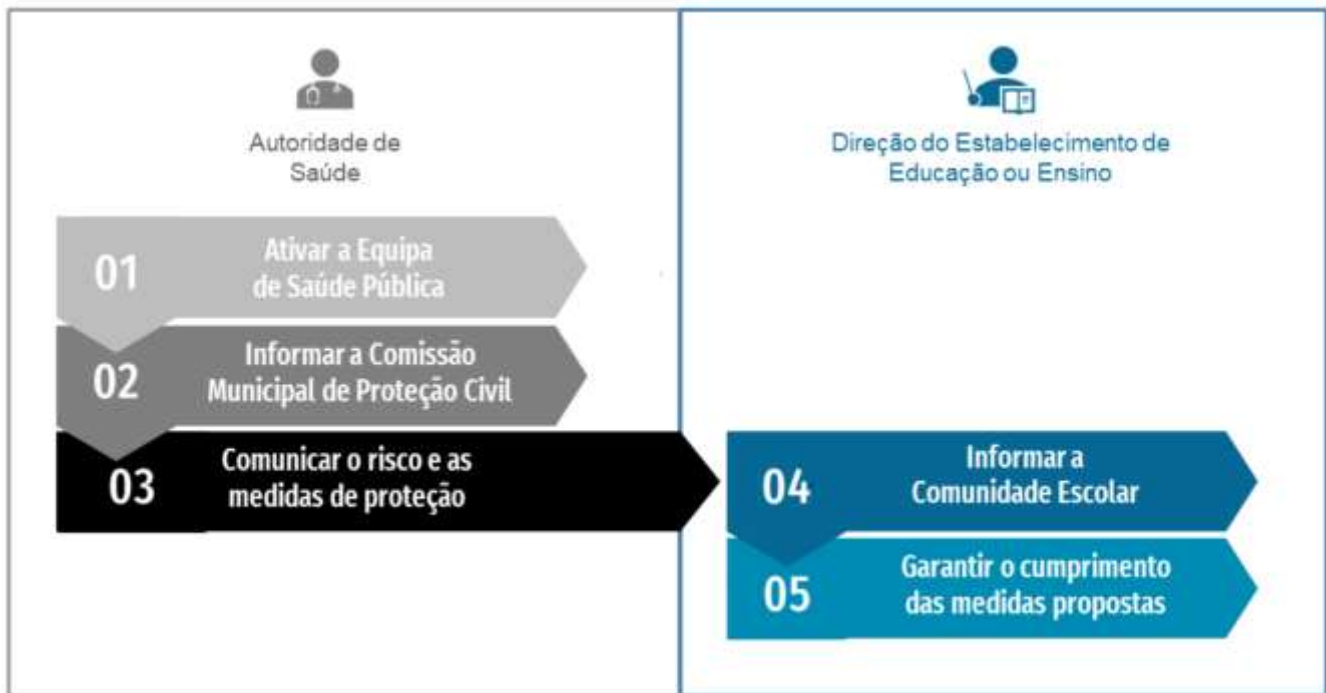 Autoridade de
Saúde
Direção do Estabelecimento de
Educação ou Ensino
01
Ativar a Equipa
de Saúde Pública
02
Informar a Comissão
Municipal de Proteção Civil
03
Comunicar o risco e as
medidas de proteção
04
Informar a
Comunidade Escolar
05
Garantir o cumprimento
das medidas propostas